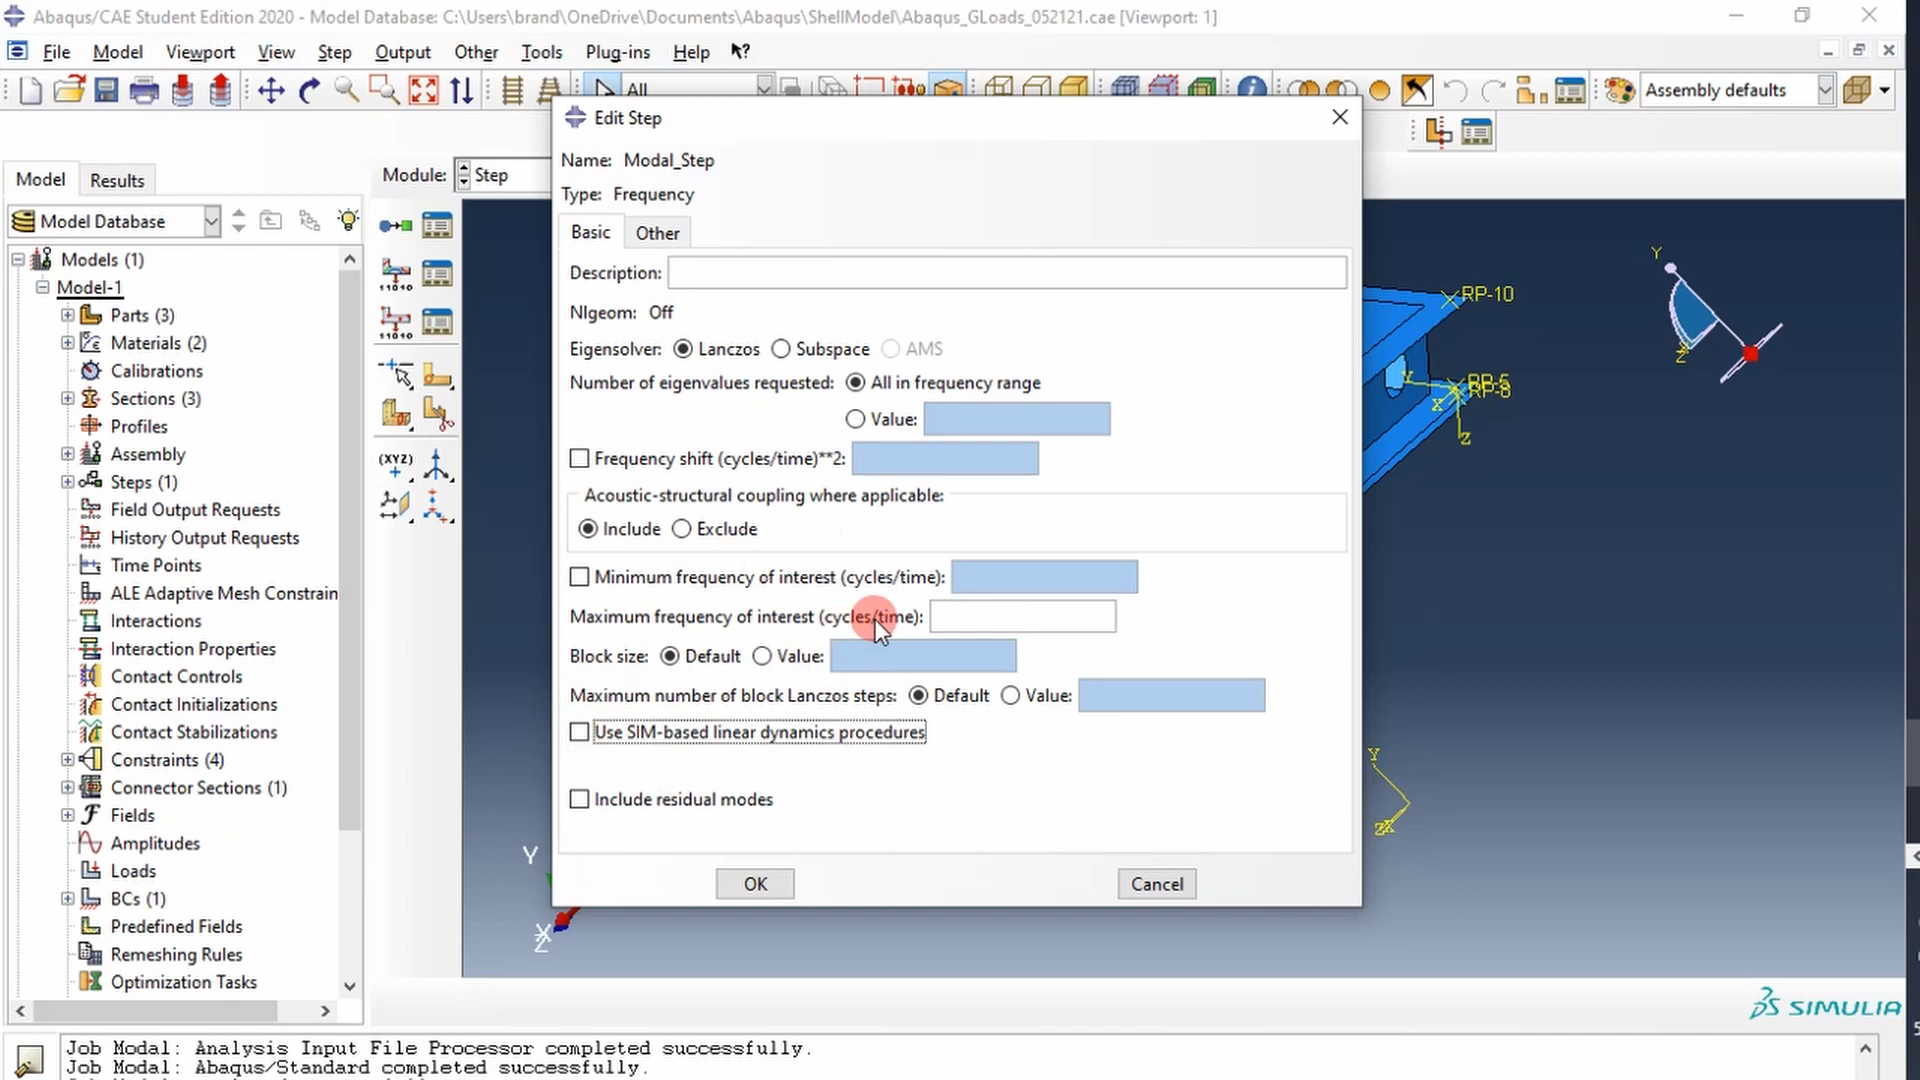 Abaqus/CAE Student Edition 2020 - Model Database: C:\Users\brand\OneDrive\Documents\Abaqus\ShellModel\Abaqus_GLoads_052121.cae [Viewport: 1]
File Model Viewport View Step Output Other Tools Plug-ins Help
All
Assembly defaults
Model Results
Module: Step
Model Database
Models (1)
Model-1
Parts (3)
Materials (2)
Calibrations
Sections (3)
Profiles
Assembly
Steps (1)
Field Output Requests
History Output Requests
Time Points
ALE Adaptive Mesh Constrain
Interactions
Interaction Properties
Contact Controls
Contact Initializations
Contact Stabilizations
Constraints (4)
Connector Sections (1)
Fields
Amplitudes
Loads
BCs (1)
Predefined Fields
Remeshing Rules
Optimization Tasks
11010
11010
(XYZ)
Edit Step
Name: Modal_Step
Type: Frequency
Basic Other
Description:
Nlgeom: Off
Eigensolver: Lanczos Subspace AMS
Number of eigenvalues requested: All in frequency range
Value:
Frequency shift (cycles/time)**2:
Acoustic-structural coupling where applicable:
Include Exclude
Minimum frequency of interest (cycles/time):
Maximum frequency of interest (cycles/time):
Block size: Default Value:
Maximum number of block Lanczos steps: Default Value:
Use SIM-based linear dynamics procedures
Include residual modes
OK Cancel
RP-10
RP-8
Y
Z
Y
X
Z
Y
Y
X
Z
SIMULIA
Job Modal: Analysis Input File Processor completed successfully.
Job Modal: Abaqus/Standard completed successfully.